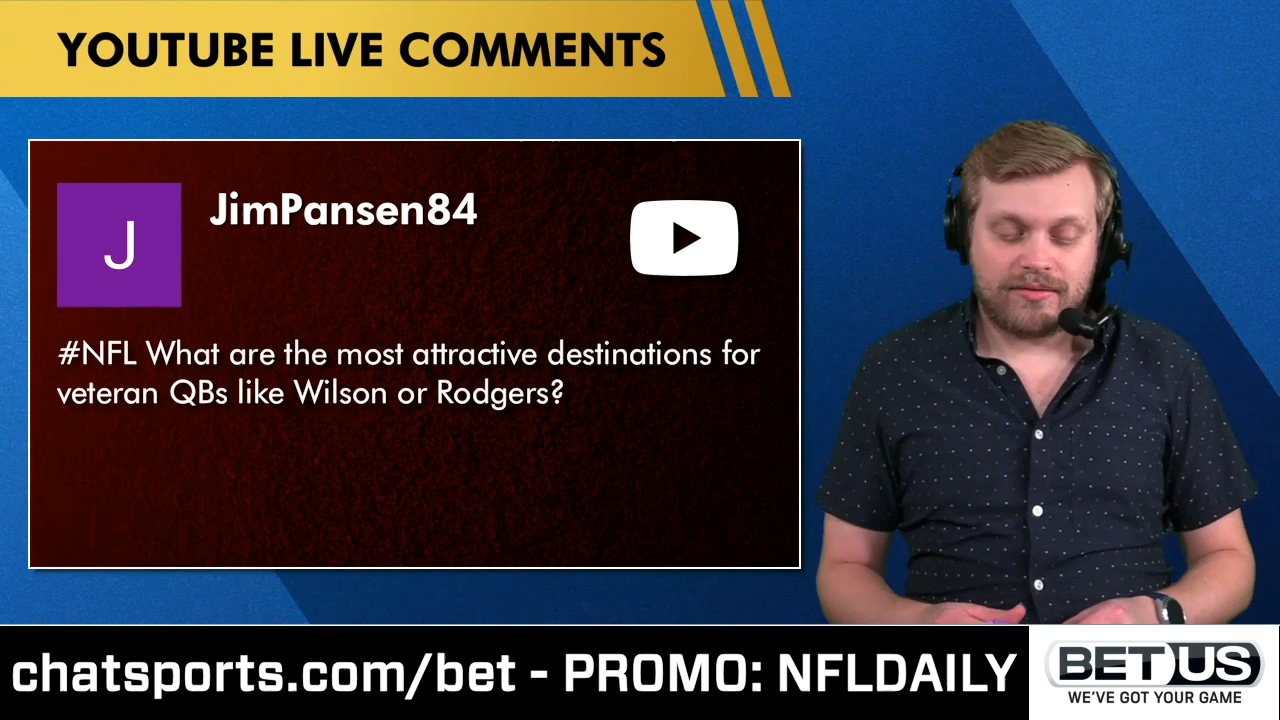 YOUTUBE LIVE COMMENTS
J
JimPansen84
#NFL What are the most attractive destinations for
veteran QBs like Wilson or Rodgers?
chatsports.com/bet - PROMO: NFLDAILY
BETUS
WE'VE GOT YOUR GAME